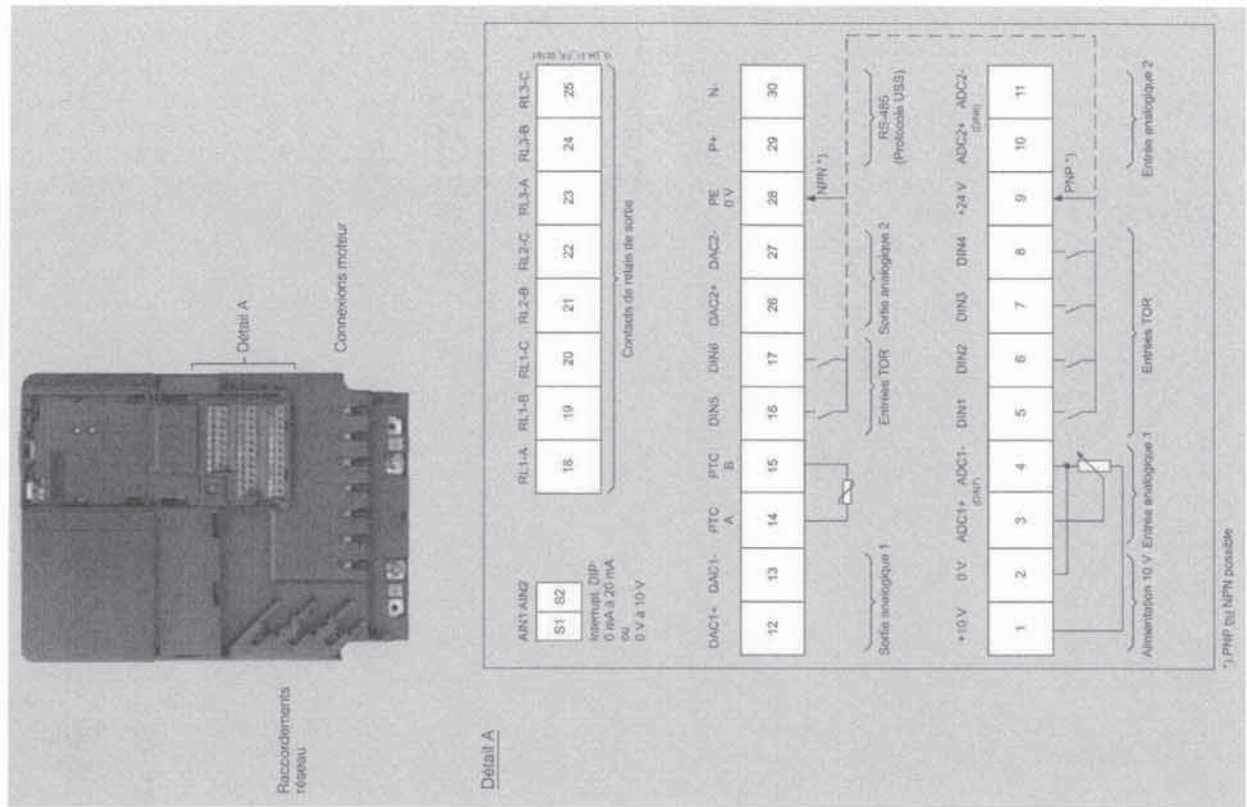 Raccordements
réseau
Détail A
Connexions moteur
Détail A
AIN1 AIN2
S1 S2
Interrupt. DIP
0 mA à 20 mA
ou
0 V à 10 V
RL1-A RL1-B RL1-C RL2-B RL2-C RL3-A RL3-B RL3-C
18 19 20 21 22 23 24 25
Contacts de relais de sortie
DAC1+ DAC1- PTC A PTC B DIN5 DIN6 DAC2+ DAC2- PE 0 V P+ N-
12 13 14 15 16 17 26 27 28 29 30
NPN *)
Sortie analogique 1 Entrées TOR Sortie analogique 2 RS-486
(Protocole USS)
+10 V 0 V ADC1+ ADC1- DIN1 DIN2 DIN3 DIN4 +24 V ADC2+ ADC2-
(DIN7)
1 2 3 4 5 6 7 8 9 10 11
PNP *)
Alimentation 10 V Entrée analogique 1 Entrées TOR Entrée analogique 2
*) PNP ou NPN possible